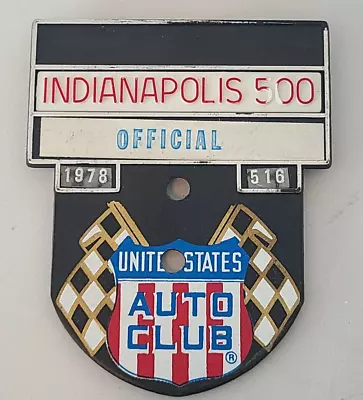 INDIANAPOLIS 500
OFFICIAL
1978 516
UNITED STATES
AUTO
CLUB ®